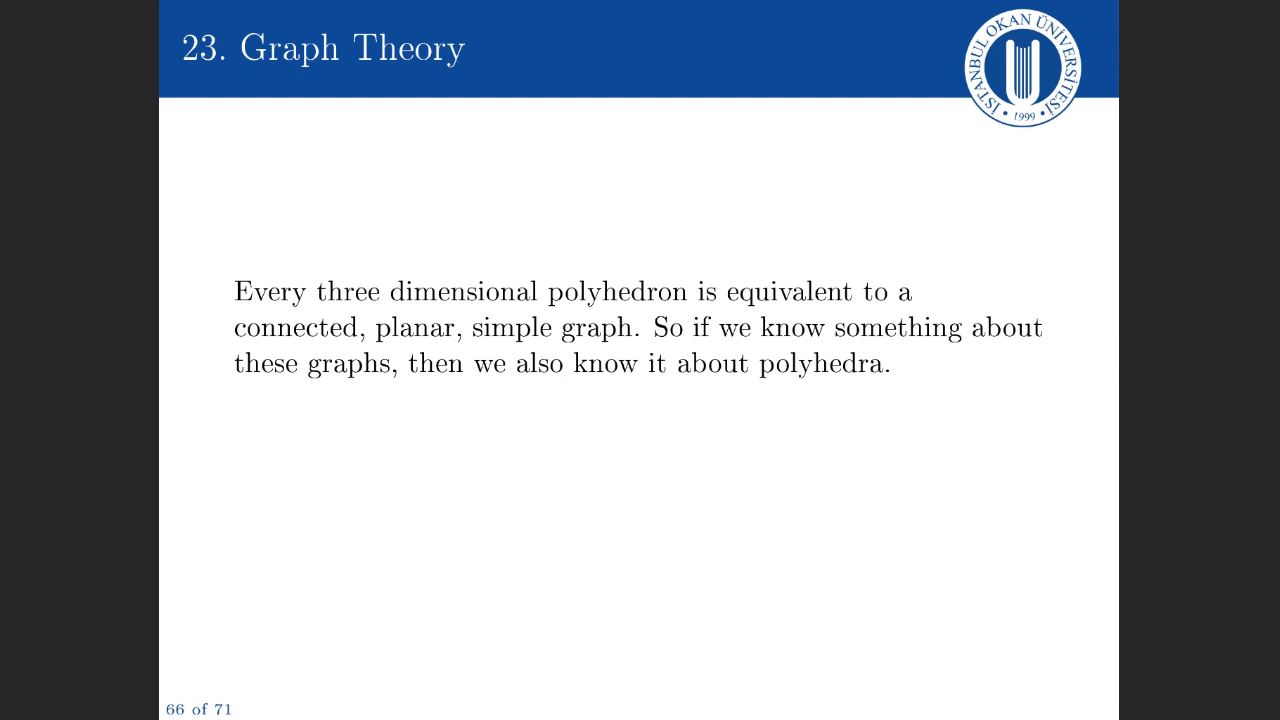 23. Graph Theory
İSTANBUL OKAN ÜNİVERSİTESİ
• 1999 •
Every three dimensional polyhedron is equivalent to a
connected, planar, simple graph. So if we know something about
these graphs, then we also know it about polyhedra.
66 of 71